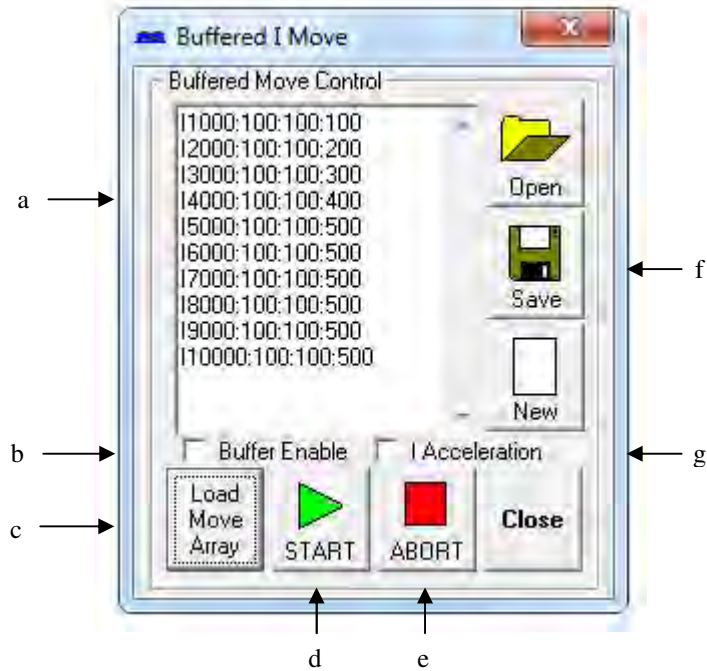 Buffered I Move
Buffered Move Control
I1000:100:100:100
I2000:100:100:200
I3000:100:100:300
I4000:100:100:400
I5000:100:100:500
I6000:100:100:500
I7000:100:100:500
I8000:100:100:500
I9000:100:100:500
I10000:100:100:500
Open
Save
New
Buffer Enable
I Acceleration
Load
Move
Array
START
ABORT
Close
a
b
c
d
e
f
g